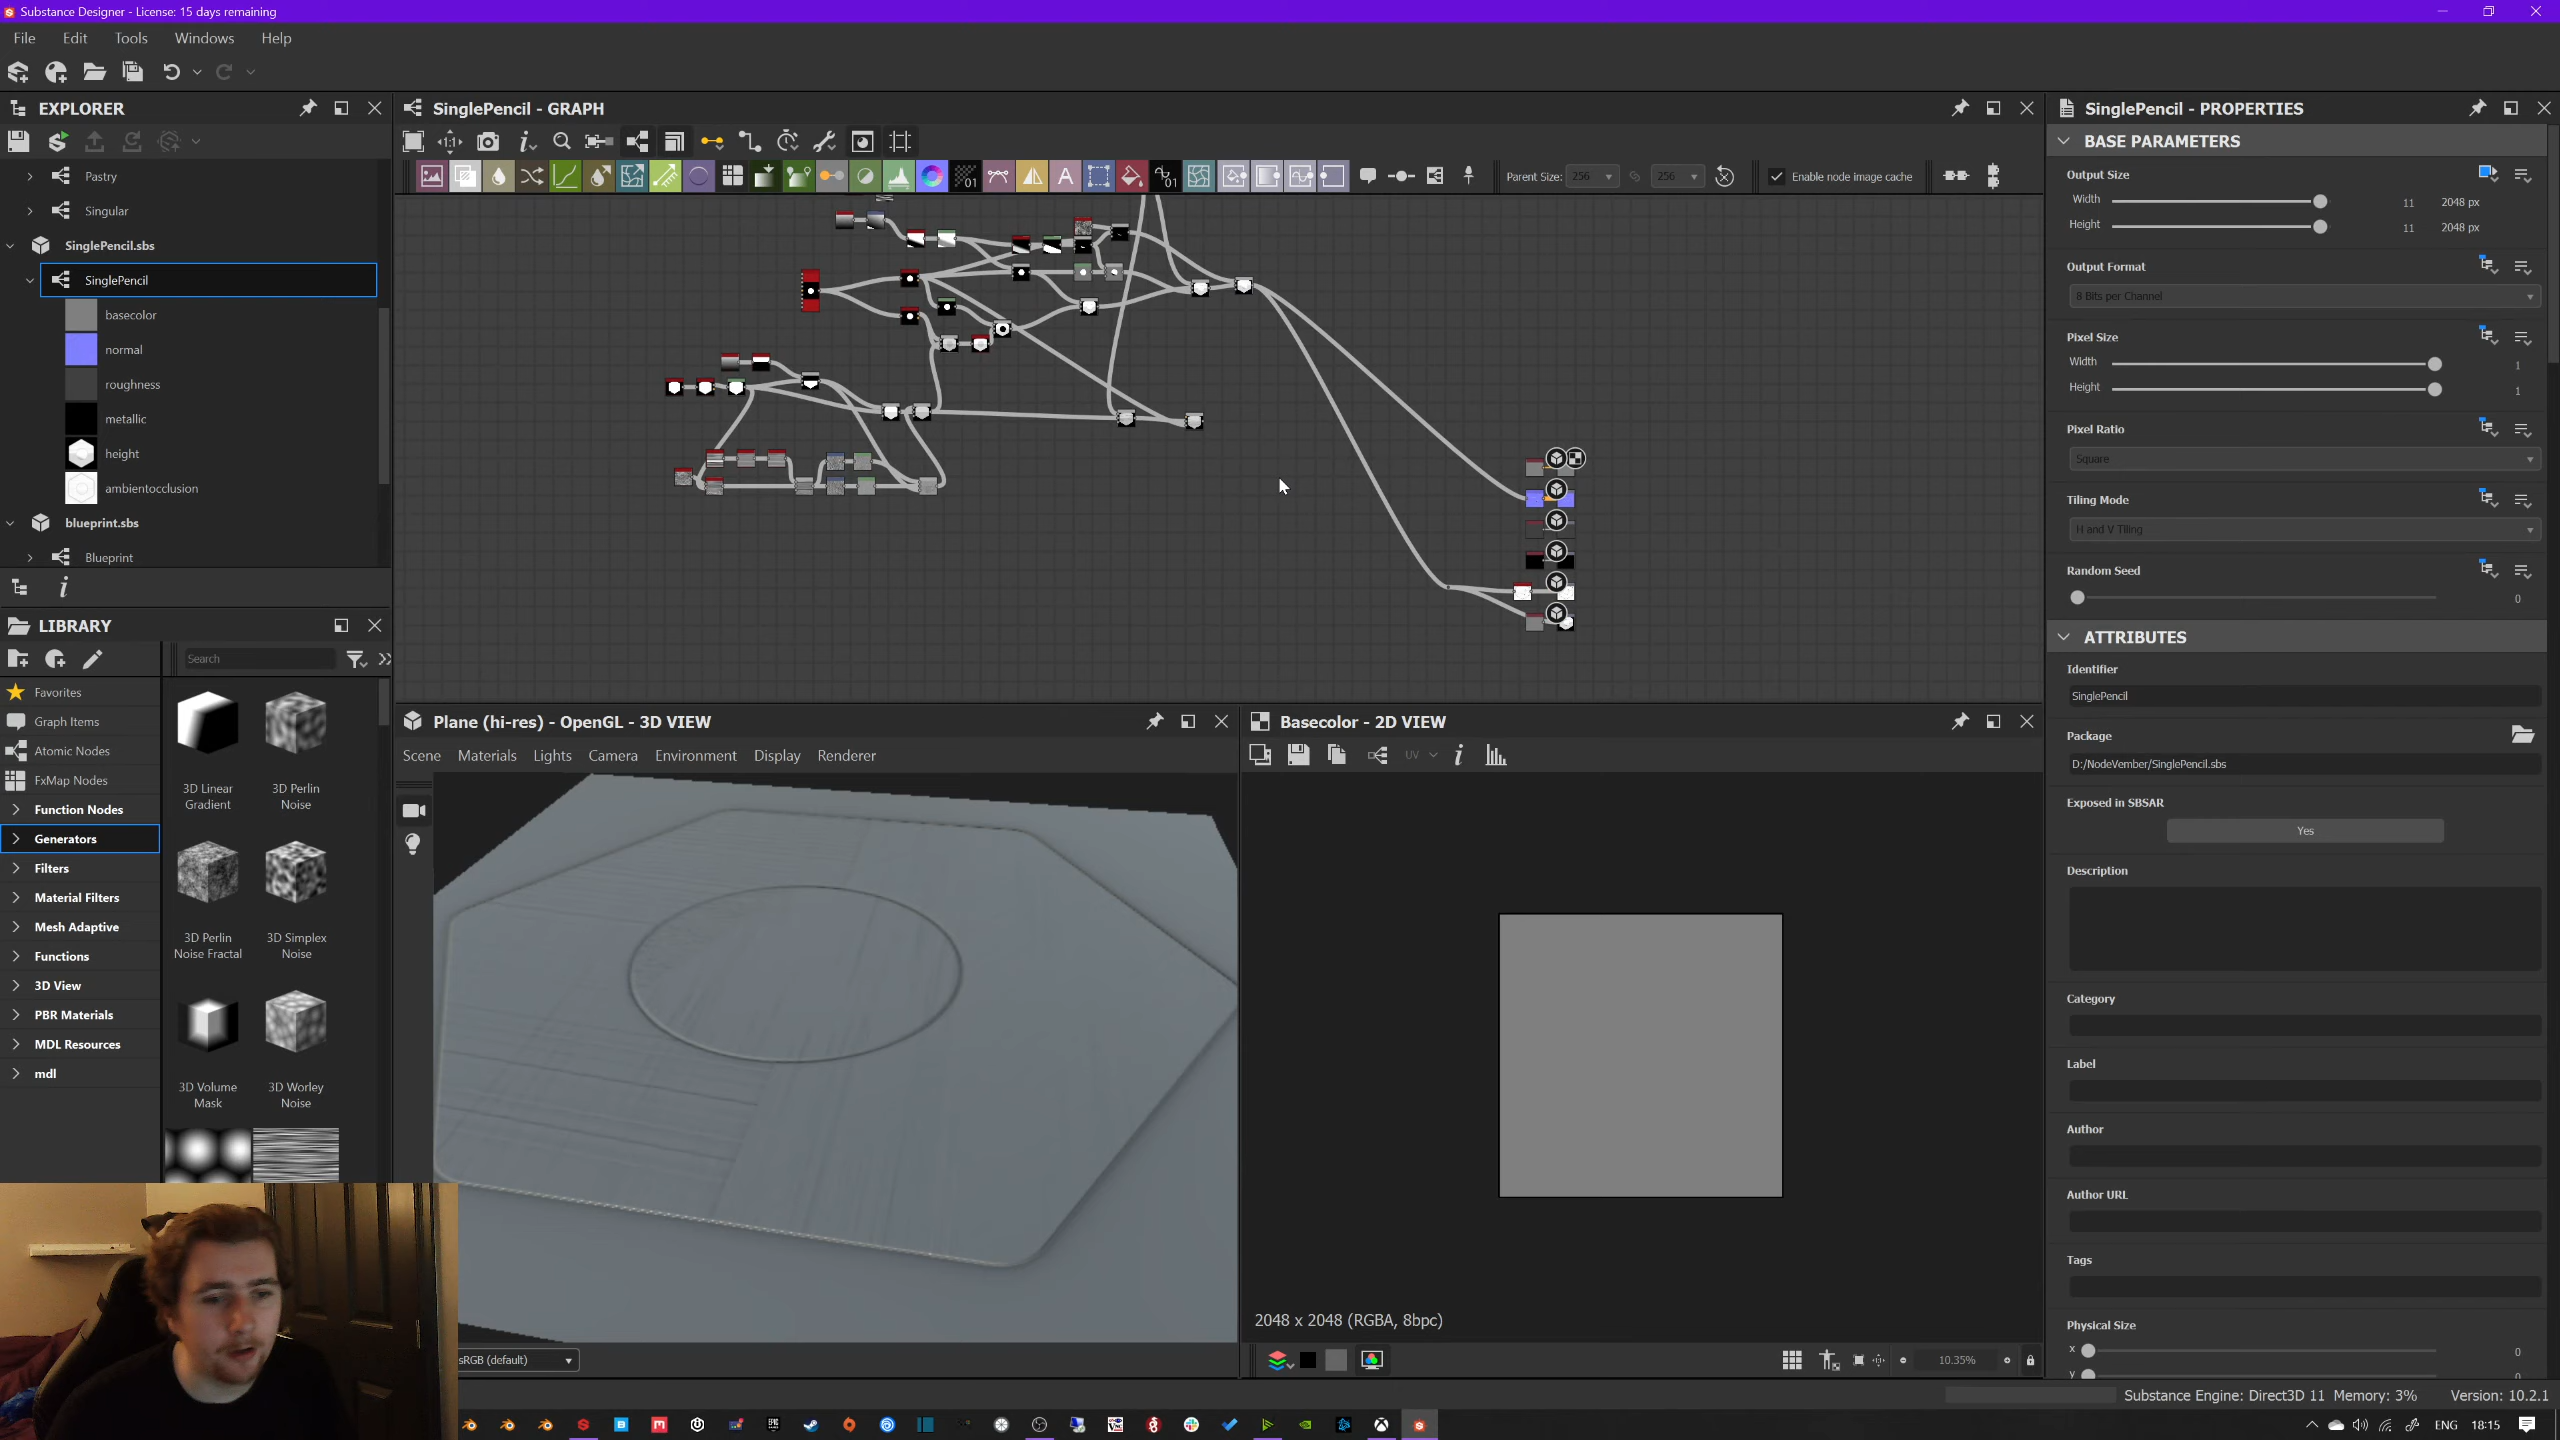 Substance Designer - License: 15 days remaining
File Edit Tools Windows Help
EXPLORER
Pastry
Singular
SinglePencil.sbs
SinglePencil
basecolor
normal
roughness
metallic
height
ambientocclusion
blueprint.sbs
Blueprint
LIBRARY
Search
Favorites
Graph Items
Atomic Nodes
FxMap Nodes
Function Nodes
Generators
Filters
Material Filters
Mesh Adaptive
Functions
3D View
PBR Materials
MDL Resources
mdl
3D Linear Gradient
3D Perlin Noise
3D Perlin Noise Fractal
3D Simplex Noise
3D Volume Mask
3D Worley Noise
SinglePencil - GRAPH
Parent Size: 256 256
Enable node image cache
Plane (hi-res) - OpenGL - 3D VIEW
Scene Materials Lights Camera Environment Display Renderer
sRGB (default)
Basecolor - 2D VIEW
UV
2048 x 2048 (RGBA, 8bpc)
10.35%
SinglePencil - PROPERTIES
BASE PARAMETERS
Output Size
Width 11 2048 px
Height 11 2048 px
Output Format
8 Bits per Channel
Pixel Size
Width 1
Height 1
Pixel Ratio
Square
Tiling Mode
H and V Tiling
Random Seed
0
ATTRIBUTES
Identifier
SinglePencil
Package
D:/NodeVember/SinglePencil.sbs
Exposed in SBSAR
Yes
Description
Category
Label
Author
Author URL
Tags
Physical Size
x 0
y 0
Substance Engine: Direct3D 11 Memory: 3% Version: 10.2.1
ENG 18:15